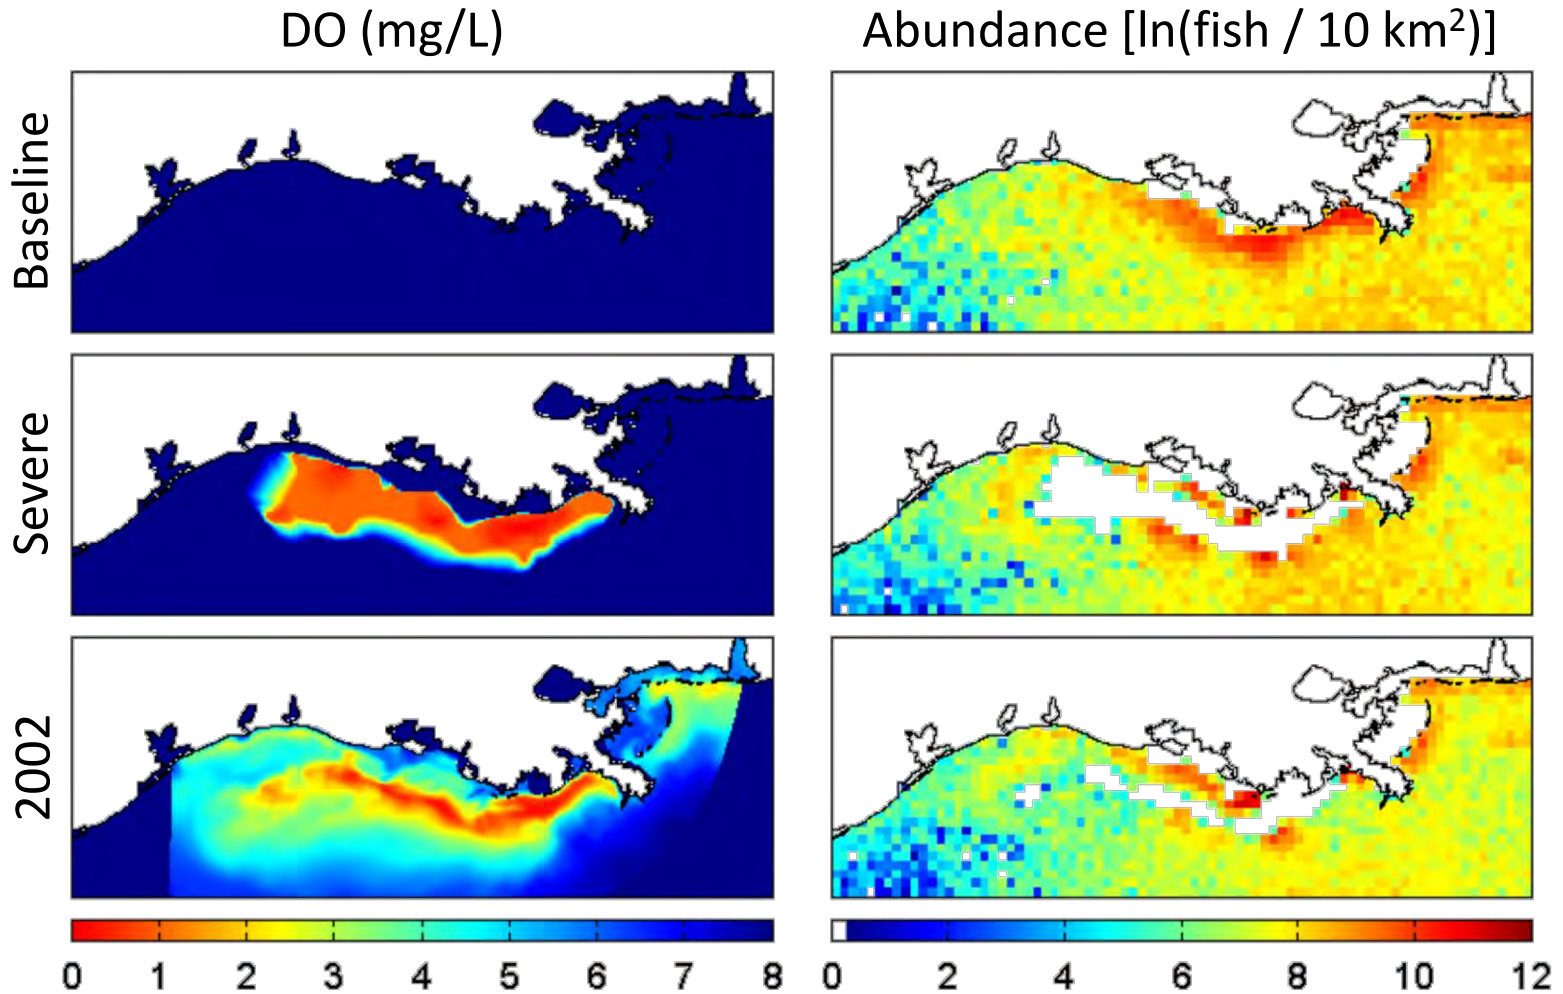 DO (mg/L)
Abundance [ln(fish / 10 km²)]
Baseline
Severe
2002
0 1 2 3 4 5 6 7 8
0 2 4 6 8 10 12